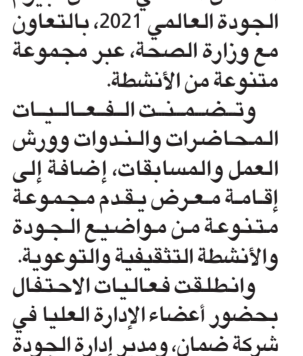 الجودة العالمي 2021، بالتعاون
مع وزارة الصحة، عبر مجموعة
متنوعة من الأنشطة.
وتضمنت الفعاليات
المحاضرات والندوات وورش
العمل والمسابقات، إضافة إلى
إقامة معرض يقدم مجموعة
متنوعة من مواضيع الجودة
والأنشطة التثقيفية والتوعوية.
وانطلقت فعاليات الاحتفال
بحضور أعضاء الإدارة العليا في
شركة ضمان، ومدير إدارة الجودة